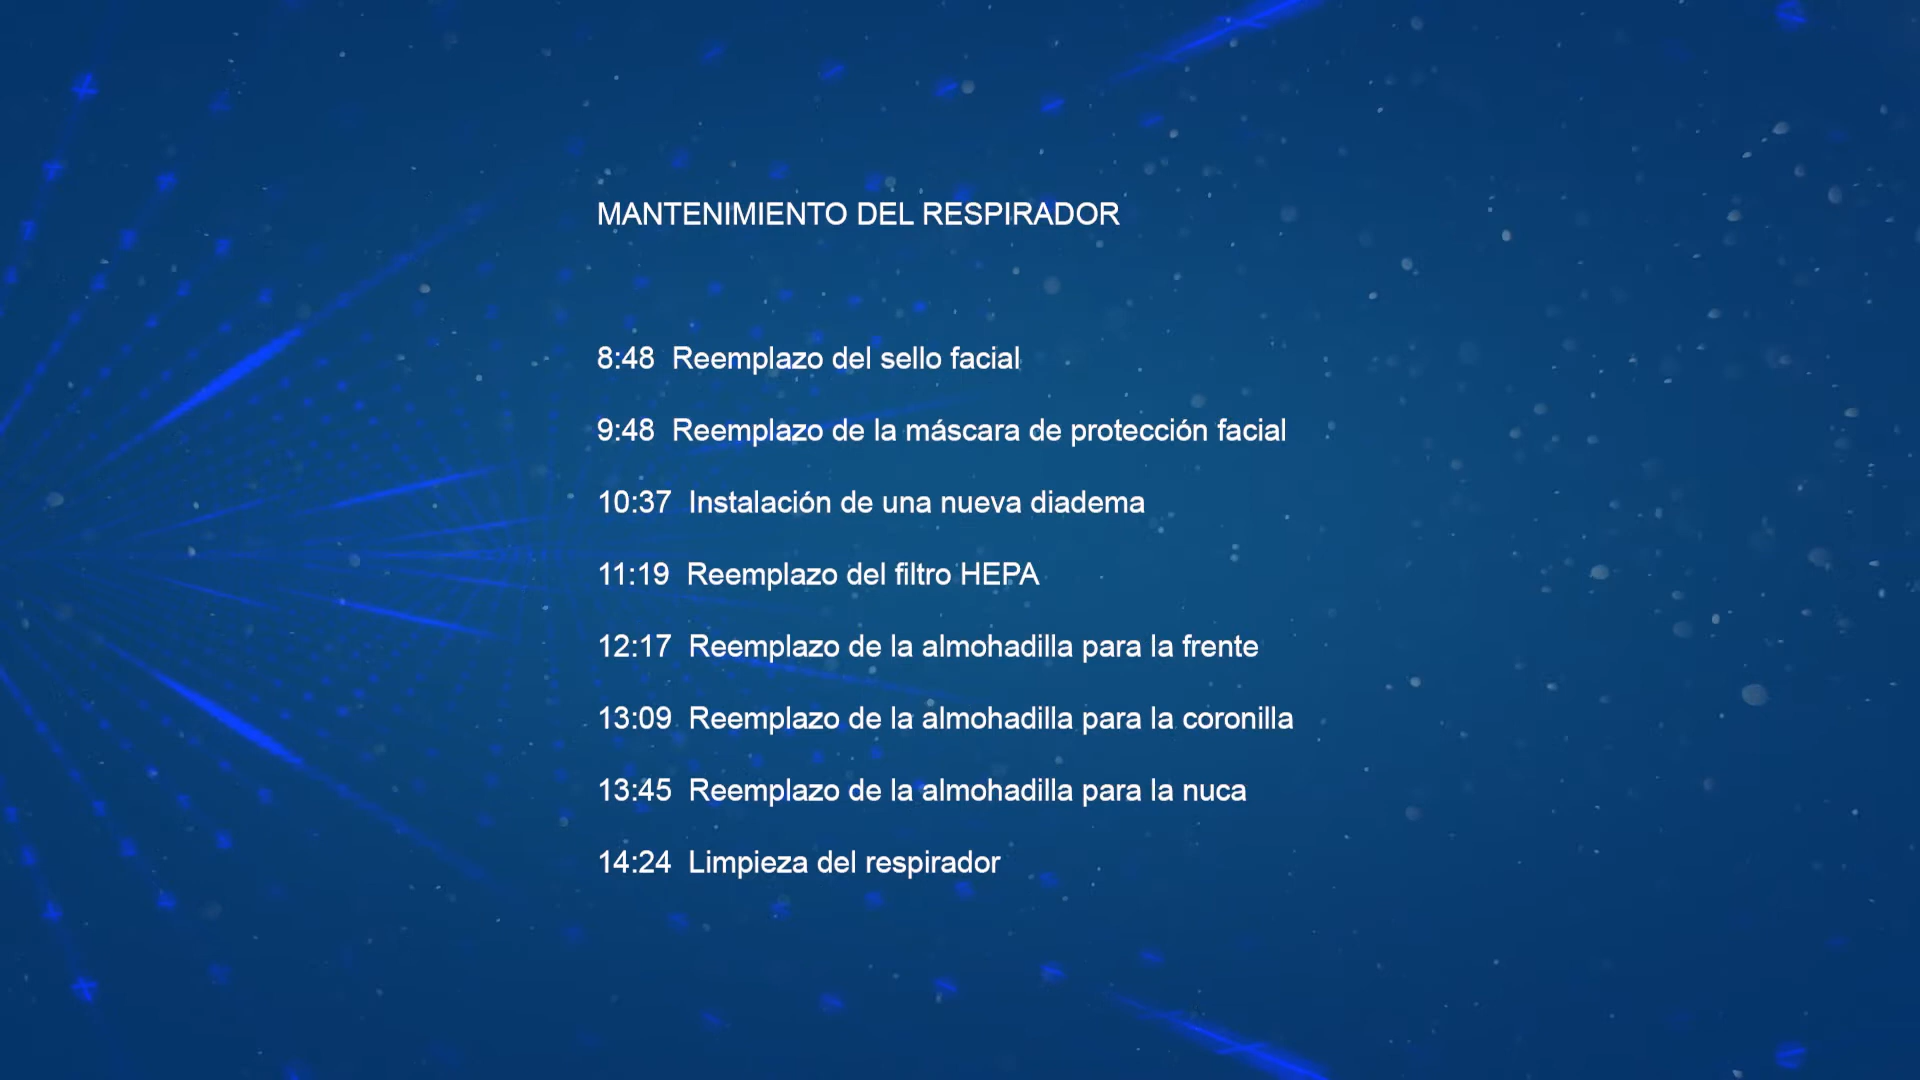 MANTENIMIENTO DEL RESPIRADOR
8:48 Reemplazo del sello facial
9:48 Reemplazo de la máscara de protección facial
10:37 Instalación de una nueva diadema
11:19 Reemplazo del filtro HEPA
12:17 Reemplazo de la almohadilla para la frente
13:09 Reemplazo de la almohadilla para la coronilla
13:45 Reemplazo de la almohadilla para la nuca
14:24 Limpieza del respirador